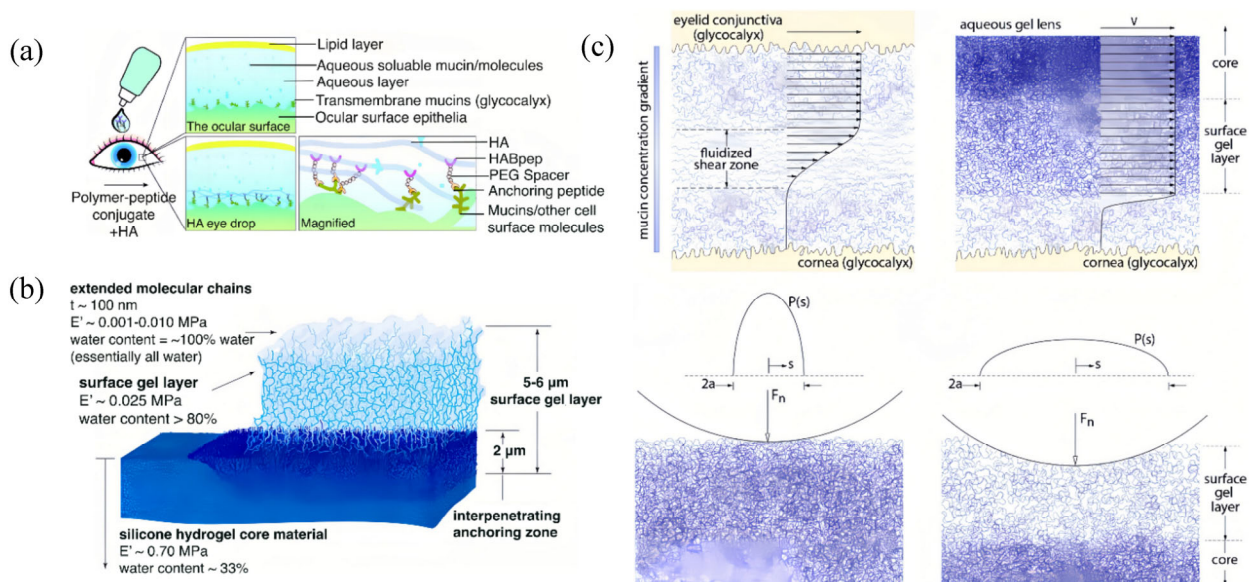 (a)
Lipid layer
Aqueous soluable mucin/molecules
Aqueous layer
Transmembrane mucins (glycocalyx)
Ocular surface epithelia
The ocular surface
Polymer-peptide
conjugate
+HA
HA eye drop
HA
HABpep
PEG Spacer
Anchoring peptide
Mucins/other cell
surface molecules
Magnified
(b)
extended molecular chains
t ~ 100 nm
E' ~ 0.001-0.010 MPa
water content = ~100% water
(essentially all water)
surface gel layer
E' ~ 0.025 MPa
water content > 80%
5-6 µm
surface gel layer
2 µm
interpenetrating
anchoring zone
silicone hydrogel core material
E' ~ 0.70 MPa
water content ~ 33%
(c)
eyelid conjunctiva
(glycocalyx)
mucin concentration gradient
fluidized
shear zone
cornea (glycocalyx)
aqueous gel lens
V
core
surface
gel layer
cornea (glycocalyx)
P(s)
s
2a
Fn
P(s)
s
2a
Fn
surface
gel layer
core